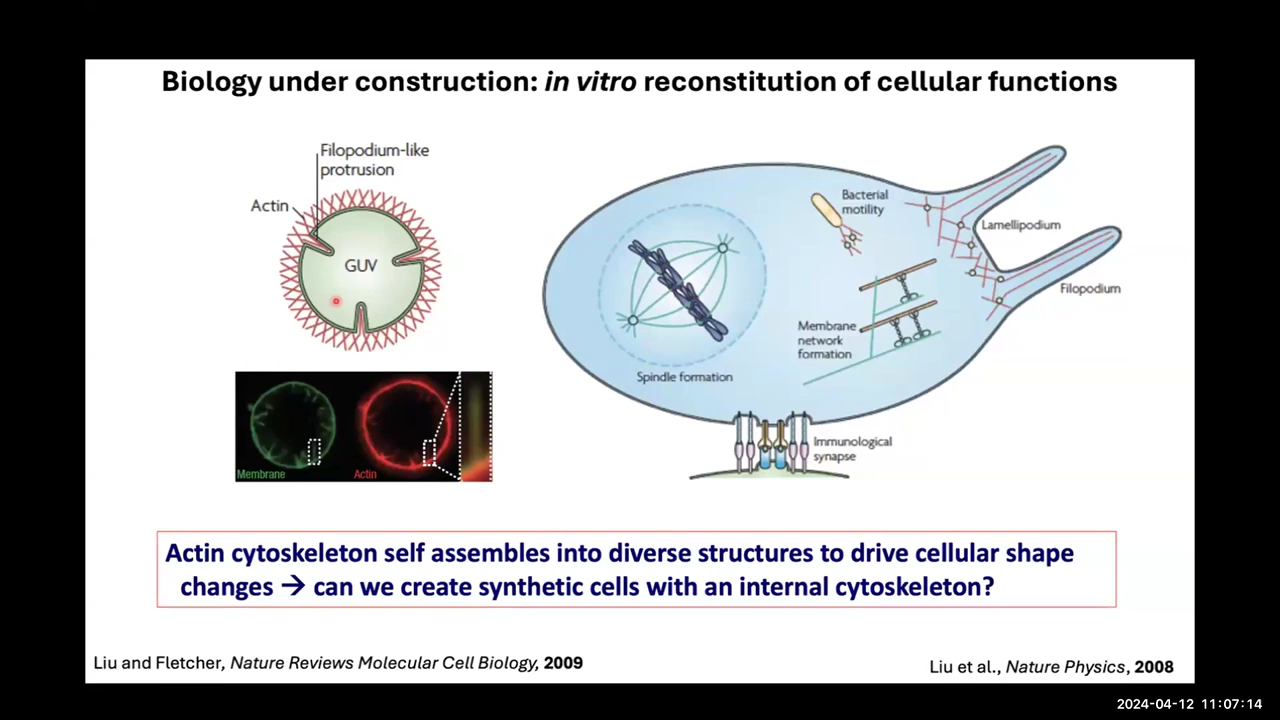 Biology under construction: in vitro reconstitution of cellular functions
Filopodium-like
protrusion
Actin
GUV
Membrane
Actin
Bacterial
motility
Lamellipodium
Filopodium
Membrane
network
formation
Spindle formation
Immunological
synapse
Actin cytoskeleton self assembles into diverse structures to drive cellular shape
changes → can we create synthetic cells with an internal cytoskeleton?
Liu and Fletcher, Nature Reviews Molecular Cell Biology, 2009
Liu et al., Nature Physics, 2008
2024-04-12 11:07:14